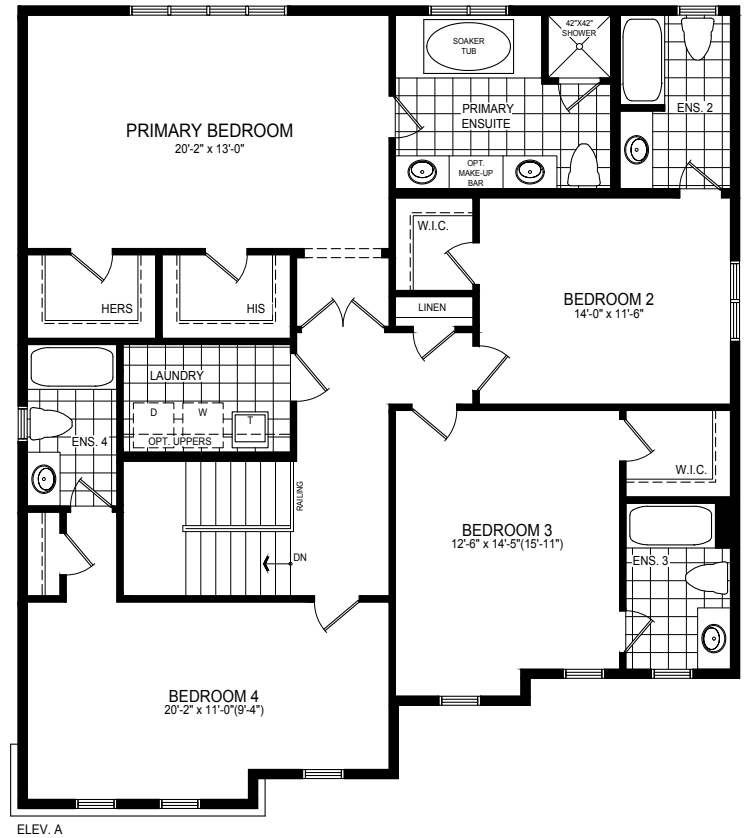 SOAKER
TUB
42"X42"
SHOWER
ENS. 2
PRIMARY
ENSUITE
PRIMARY BEDROOM
20'-2" x 13'-0"
OPT.
MAKE-UP
BAR
W.I.C.
HERS
HIS
LINEN
BEDROOM 2
14'-0" x 11'-6"
LAUNDRY
D
W
T
OPT. UPPERS
ENS. 4
W.I.C.
RAILING
DN
BEDROOM 3
12'-6" x 14'-5"(15'-11")
ENS. 3
BEDROOM 4
20'-2" x 11'-0"(9'-4")
ELEV. A